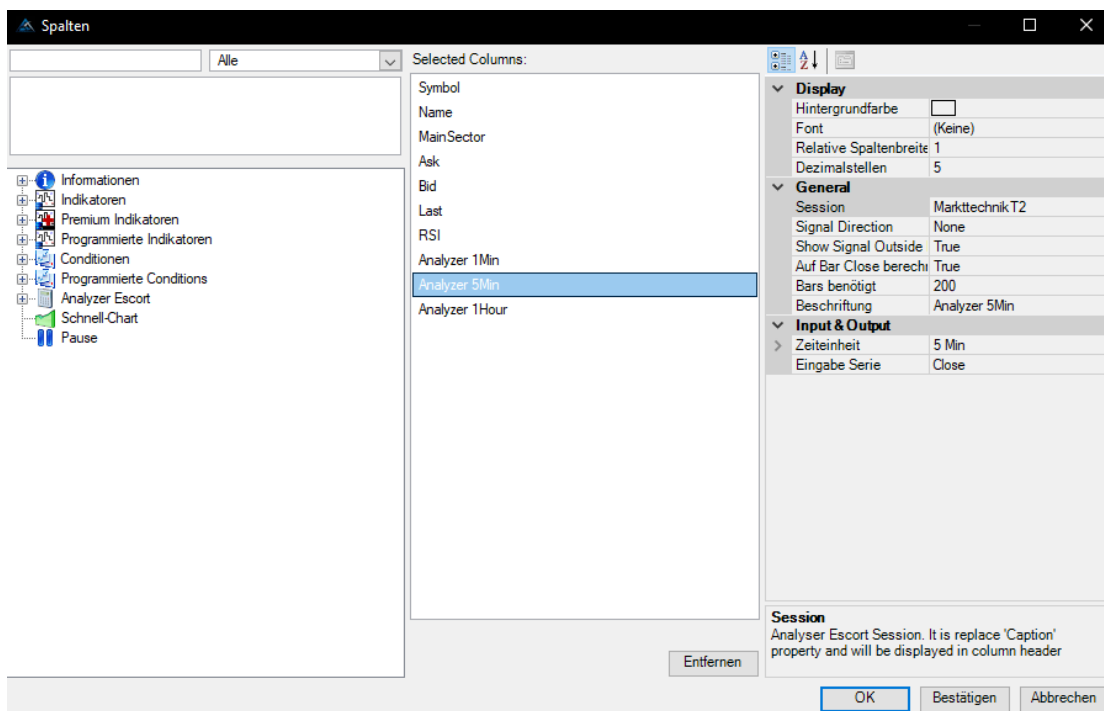 Spalten
Alle
Informationen
Indikatoren
Premium Indikatoren
Programmierte Indikatoren
Conditionen
Programmierte Conditions
Analyzer Escort
Schnell-Chart
Pause
Selected Columns:
Symbol
Name
MainSector
Ask
Bid
Last
RSI
Analyzer 1Min
Analyzer 5Min
Analyzer 1Hour
Entfernen
Display
Hintergrundfarbe
Font (Keine)
Relative Spaltenbreite 1
Dezimalstellen 5
General
Session MarkttechnikT2
Signal Direction None
Show Signal Outside True
Auf Bar Close berech True
Bars benötigt 200
Beschriftung Analyzer 5Min
Input & Output
Zeiteinheit 5 Min
Eingabe Serie Close
Session
Analyser Escort Session. It is replace 'Caption'
property and will be displayed in column header
OK Bestätigen Abbrechen